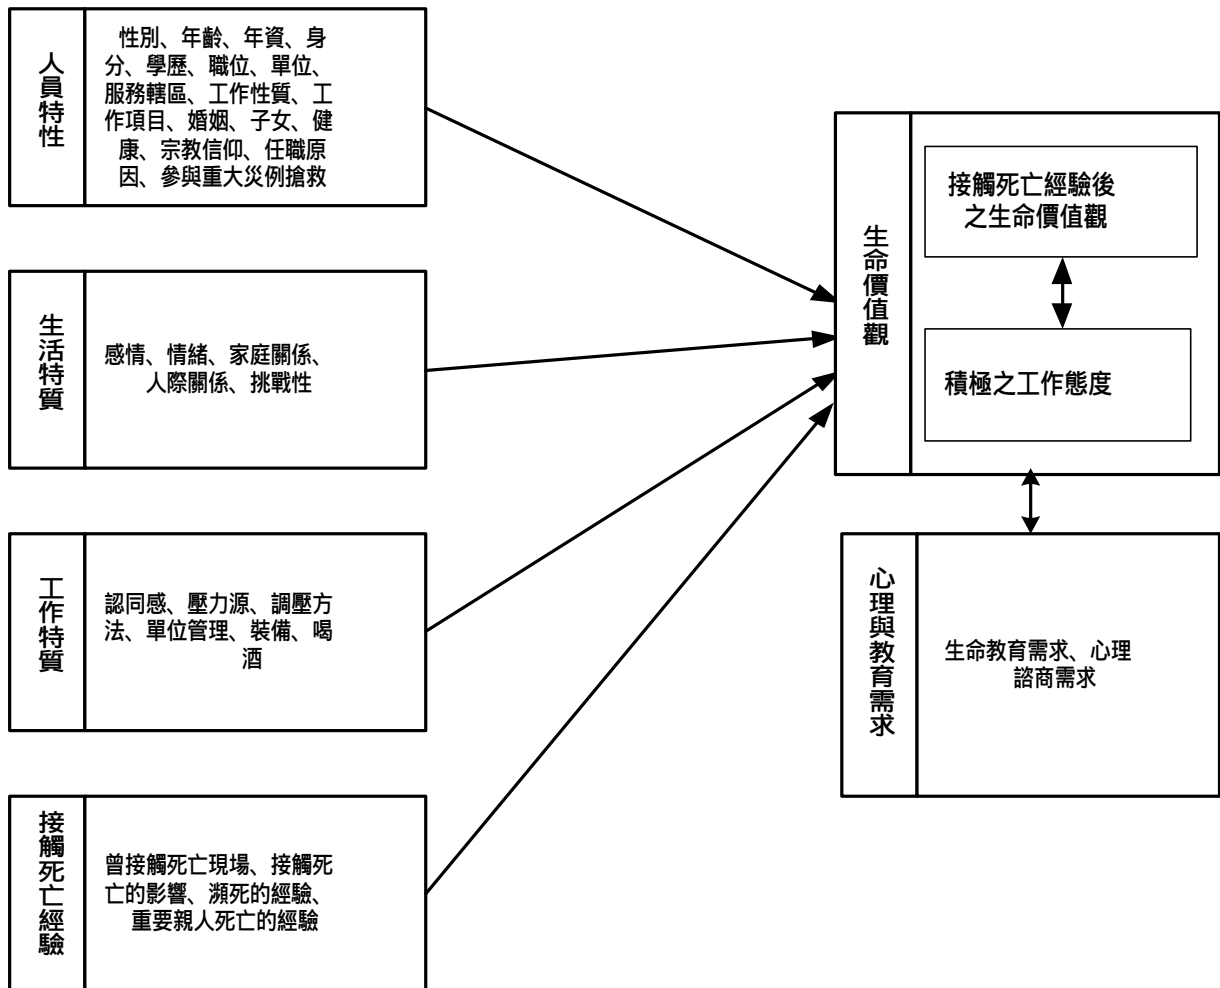 人員特性
性別、年齡、年資、身
分、學歷、職位、單位、
服務轄區、工作性質、工
作項目、婚姻、子女、健
康、宗教信仰、任職原
因、參與重大災例搶救
生活特質
感情、情緒、家庭關係、
人際關係、挑戰性
工作特質
認同感、壓力源、調壓方
法、單位管理、裝備、喝
酒
接觸死亡經驗
曾接觸死亡現場、接觸死
亡的影響、瀕死的經驗、
重要親人死亡的經驗
生命價值觀
接觸死亡經驗後
之生命價值觀
積極之工作態度
心理與教育需求
生命教育需求、心理
諮商需求